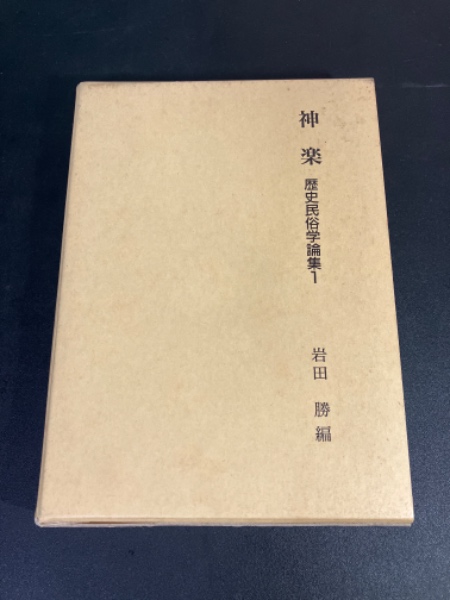 神楽
歴史民俗学論集1
岩田 勝 編